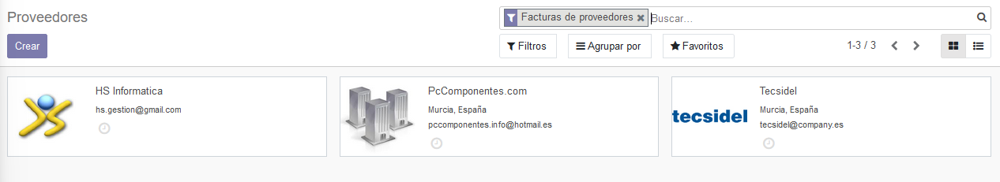 Proveedores
Facturas de proveedores
Buscar...
Crear
Filtros
Agrupar por
Favoritos
1-3 / 3
HS Informatica
hs.gestion@gmail.com
PcComponentes.com
Murcia, España
pccomponentes.info@hotmail.es
tecsidel
Tecsidel
Murcia, España
tecsidel@company.es